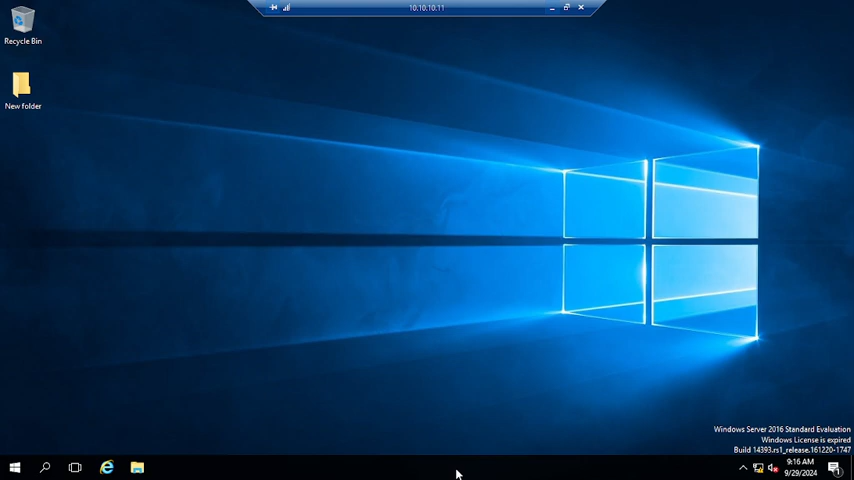 10.10.10.11
Recycle Bin
New folder
Windows Server 2016 Standard Evaluation
Windows License is expired
Build 14393.rs1_release.161220-1747
9:16 AM
9/29/2024
1